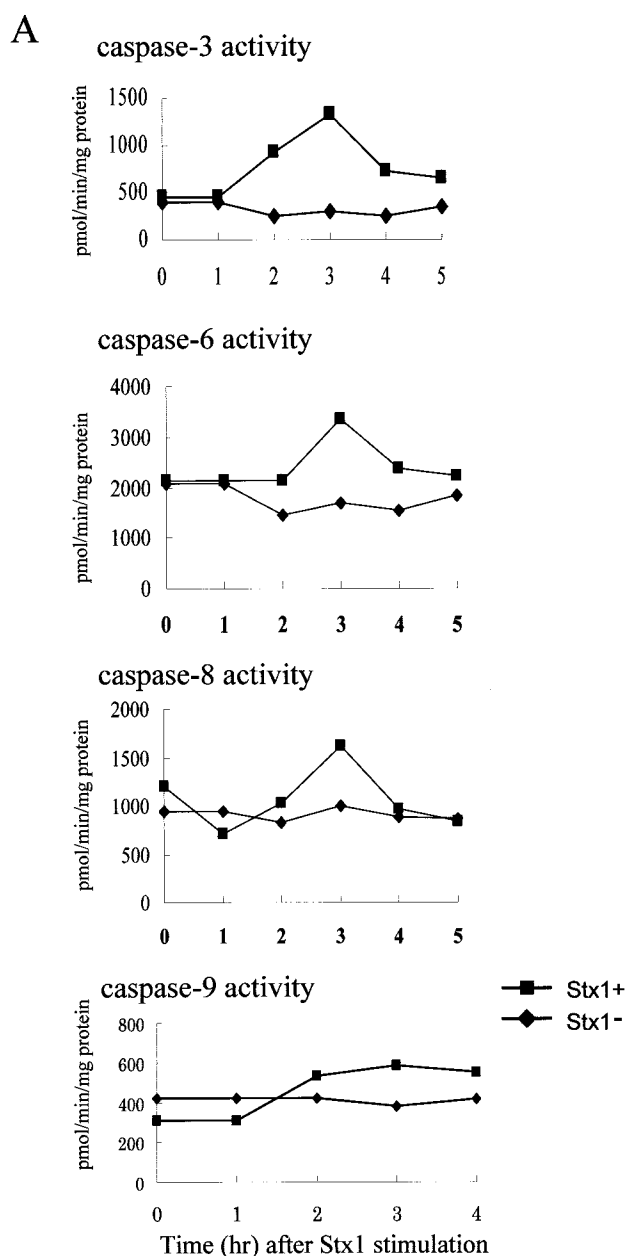 A
caspase-3 activity
pmol/min/mg protein
1500
1000
500
0
0 1 2 3 4 5
caspase-6 activity
pmol/min/mg protein
4000
3000
2000
1000
0
0 1 2 3 4 5
caspase-8 activity
pmol/min/mg protein
2000
1500
1000
500
0
0 1 2 3 4 5
caspase-9 activity
Stx1+
Stx1-
pmol/min/mg protein
800
600
400
200
0
0 1 2 3 4
Time (hr) after Stx1 stimulation